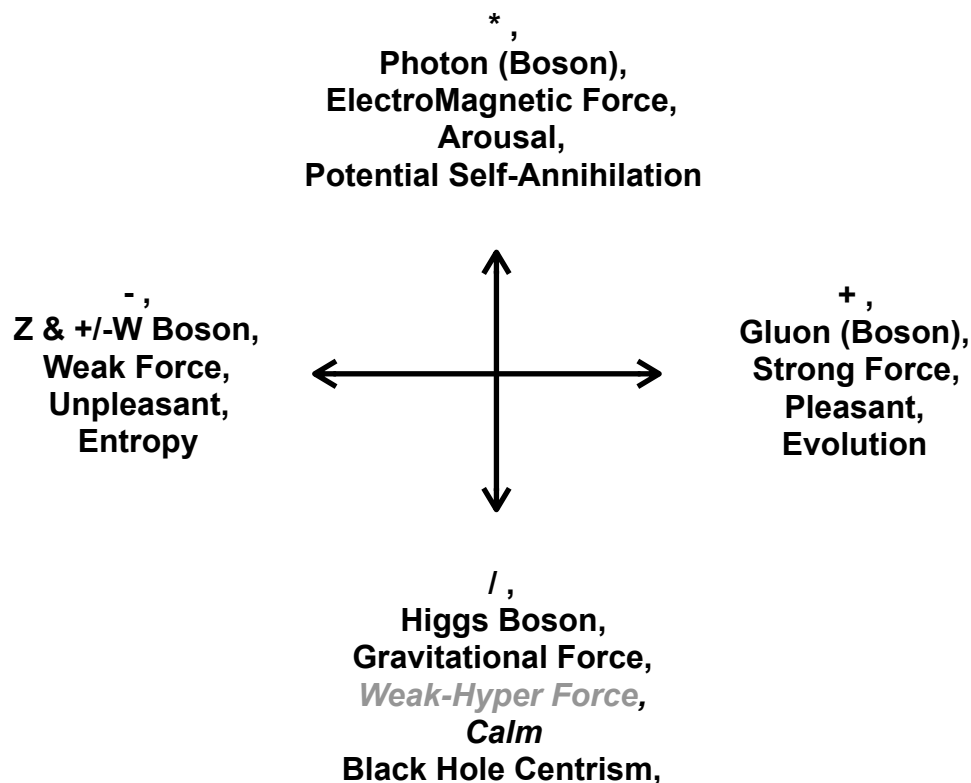 * ,
Photon (Boson),
ElectroMagnetic Force,
Arousal,
Potential Self-Annihilation
- ,
Z & +/-W Boson,
Weak Force,
Unpleasant,
Entropy
+ ,
Gluon (Boson),
Strong Force,
Pleasant,
Evolution
/ ,
Higgs Boson,
Gravitational Force,
Weak-Hyper Force,
Calm
Black Hole Centrism,